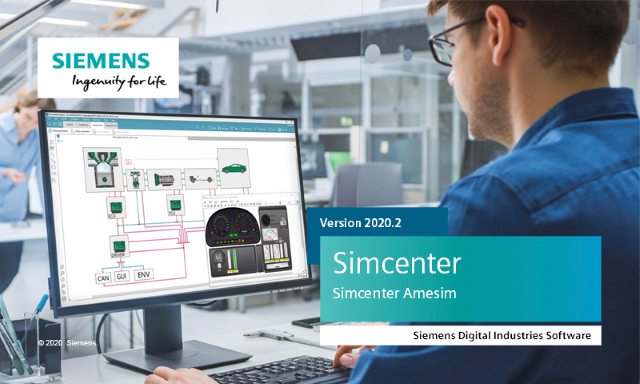 SIEMENS
Ingenuity for life
CAN
GUI
ENV
Version 2020.2
Simcenter
Simcenter Amesim
Siemens Digital Industries Software
© 2020 Siemens